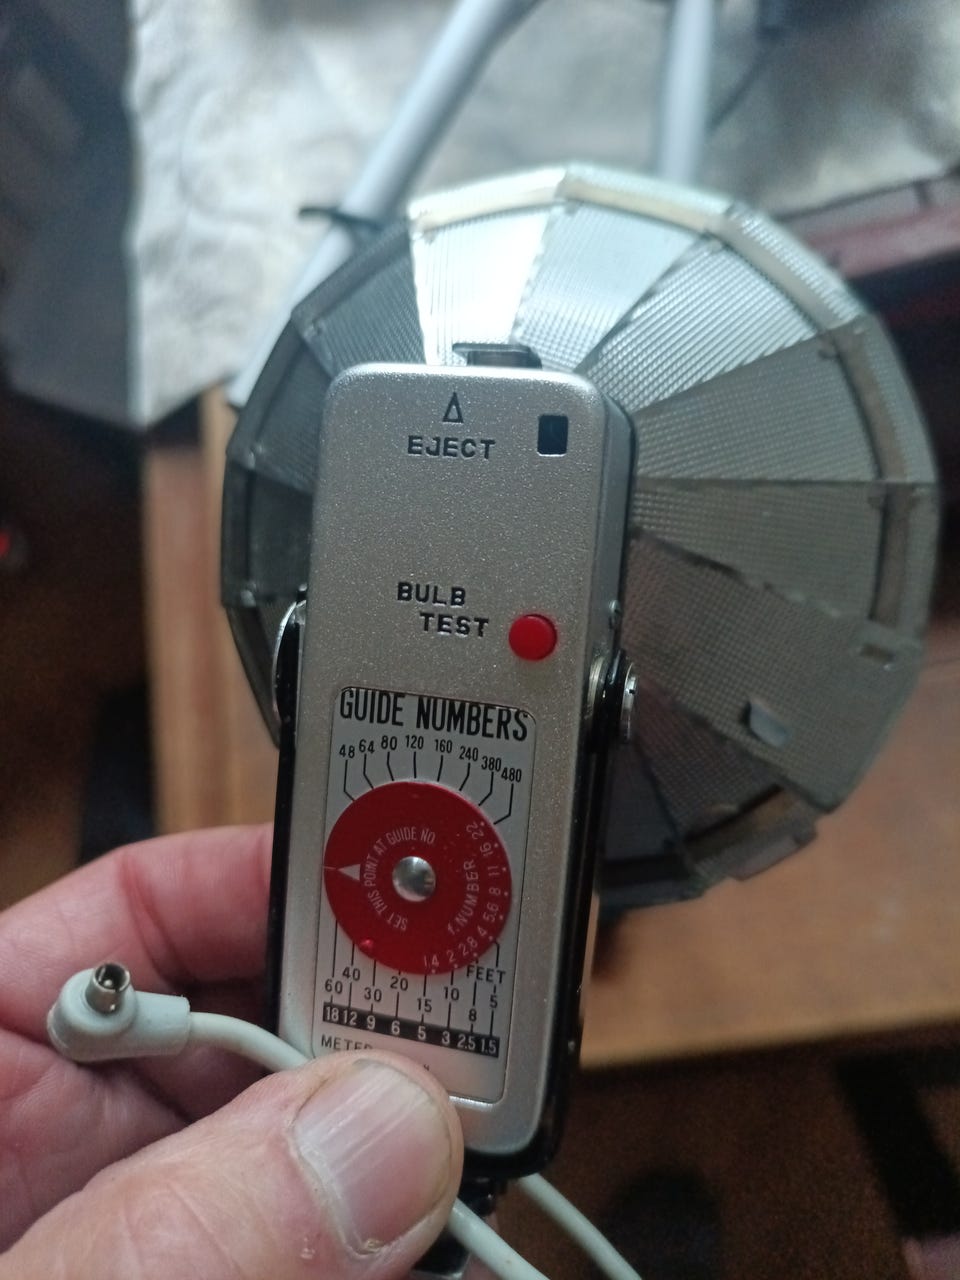 EJECT
BULB
TEST
GUIDE NUMBERS
48 64 80 120 160 240 380 480
SET THIS POINT AT GUIDE NO
f.NUMBER
1.4 2 2.8 4 5.6 8 11 16 22
FEET
60 40 30 20 15 10 8 5
18 12 9 6 5 3 2.5 1.5